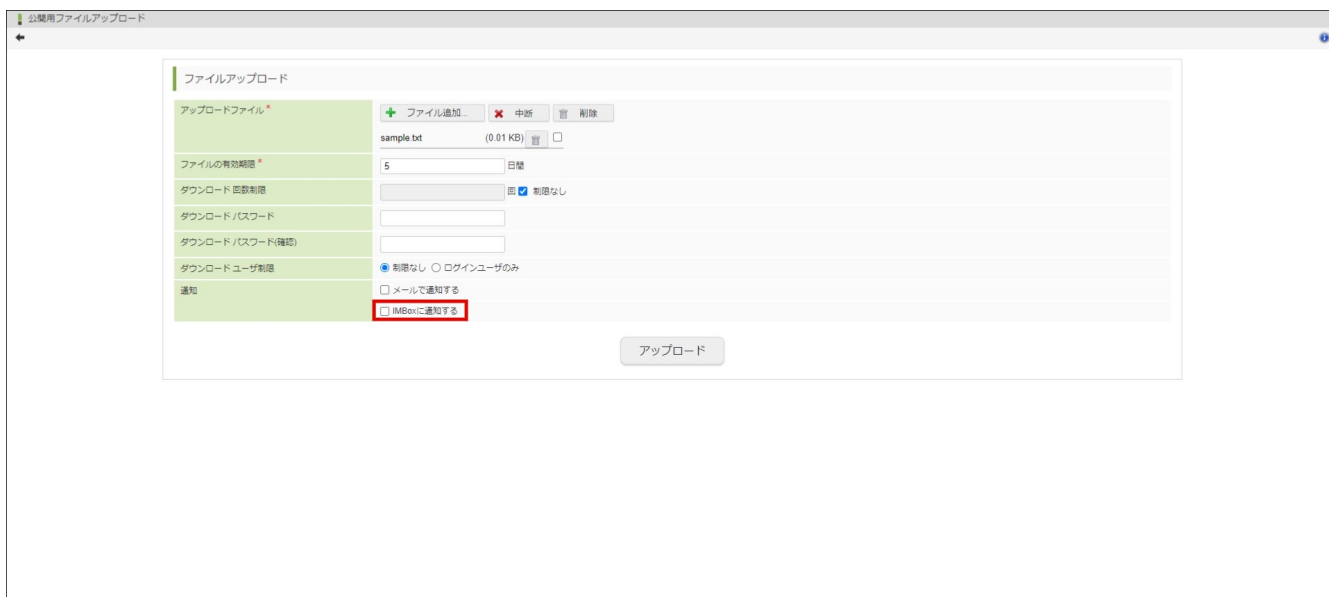 公開用ファイルアップロード
ファイルアップロード
アップロードファイル*
ファイル追加... 中断 削除
sample.txt (0.01 KB)
ファイルの有効期限* 5 日間
ダウンロード 回数制限 回 制限なし
ダウンロード パスワード
ダウンロード パスワード(確認)
ダウンロード ユーザ制限 制限なし ログインユーザのみ
通知 メールで通知する
IMBoxに通知する
アップロード